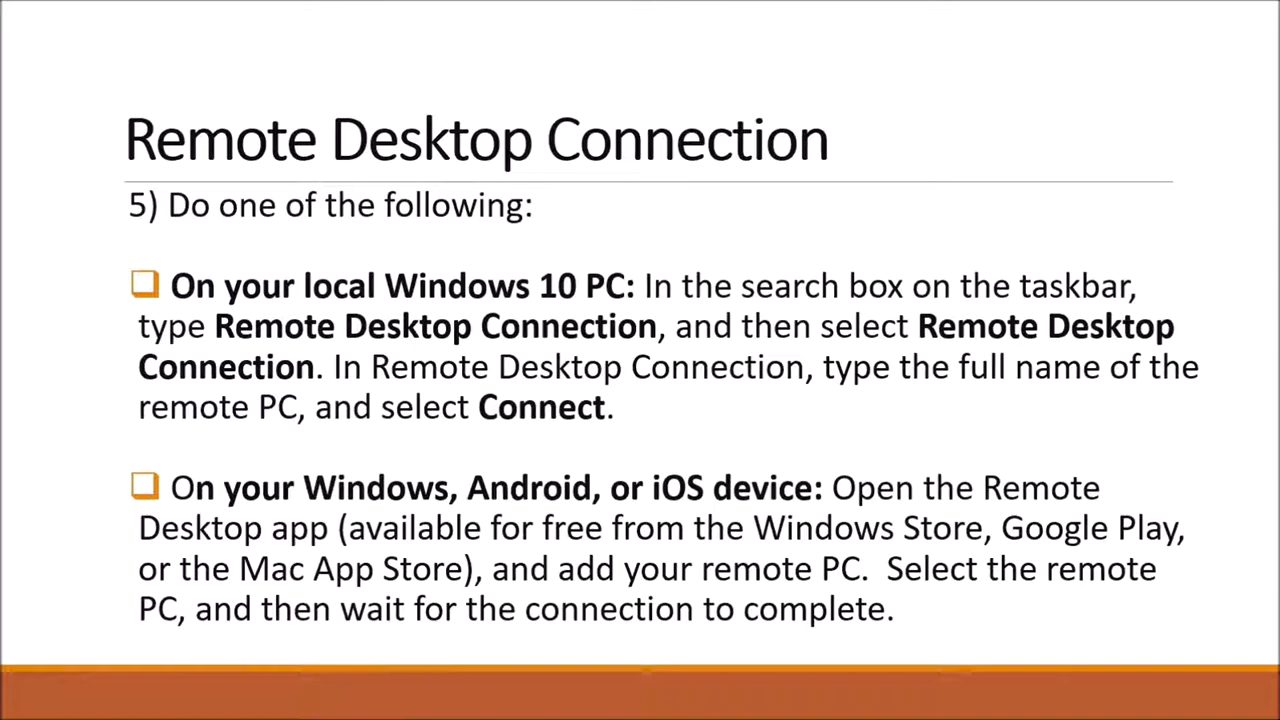 Remote Desktop Connection
5) Do one of the following:
On your local Windows 10 PC: In the search box on the taskbar,
type Remote Desktop Connection, and then select Remote Desktop
Connection. In Remote Desktop Connection, type the full name of the
remote PC, and select Connect.
On your Windows, Android, or iOS device: Open the Remote
Desktop app (available for free from the Windows Store, Google Play,
or the Mac App Store), and add your remote PC.  Select the remote
PC, and then wait for the connection to complete.